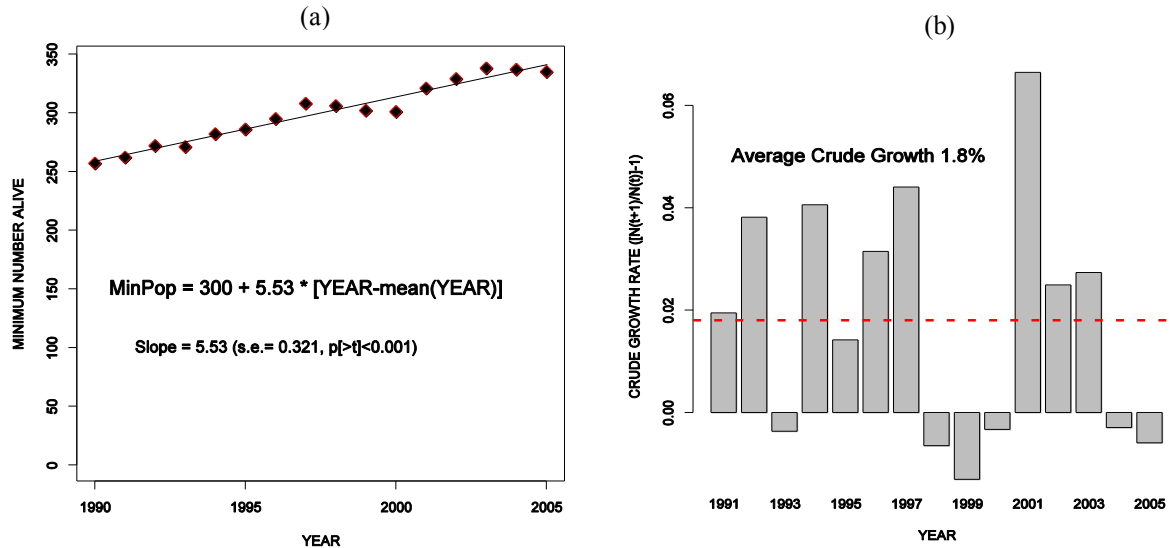 (a)
MINIMUM NUMBER ALIVE
350
300
250
200
150
100
50
0
MinPop = 300 + 5.53 * [YEAR-mean(YEAR)]
Slope = 5.53 (s.e.= 0.321, p[>t]<0.001)
1990 1995 2000 2005
YEAR
(b)
CRUDE GROWTH RATE ([N(t+1)/N(t)]-1)
0.06
0.04
0.02
0.00
Average Crude Growth 1.8%
1991 1993 1995 1997 1999 2001 2003 2005
YEAR